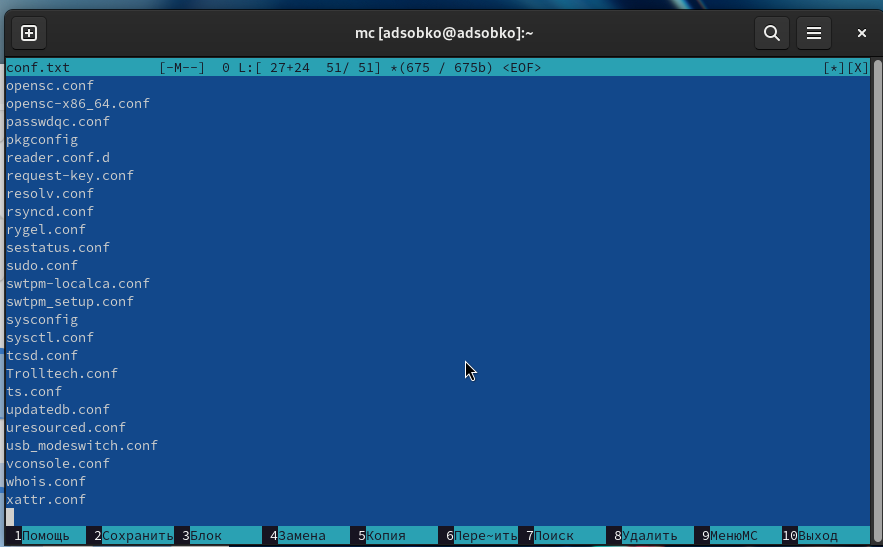 mc [adsobko@adsobko]:~
conf.txt [-M--] 0 L:[ 27+24 51/ 51] *(675 / 675b) <EOF> [*][X]
opensc.conf
opensc-x86_64.conf
passwdqc.conf
pkgconfig
reader.conf.d
request-key.conf
resolv.conf
rsyncd.conf
rygel.conf
sestatus.conf
sudo.conf
swtpm-localca.conf
swtpm_setup.conf
sysconfig
sysctl.conf
tcsd.conf
Trolltech.conf
ts.conf
updatedb.conf
uresourced.conf
usb_modeswitch.conf
vconsole.conf
whois.conf
xattr.conf
1Помощь 2Сохранить 3Блок 4Замена 5Копия 6Пере~ить 7Поиск 8Удалить 9МенюMC 10Выход